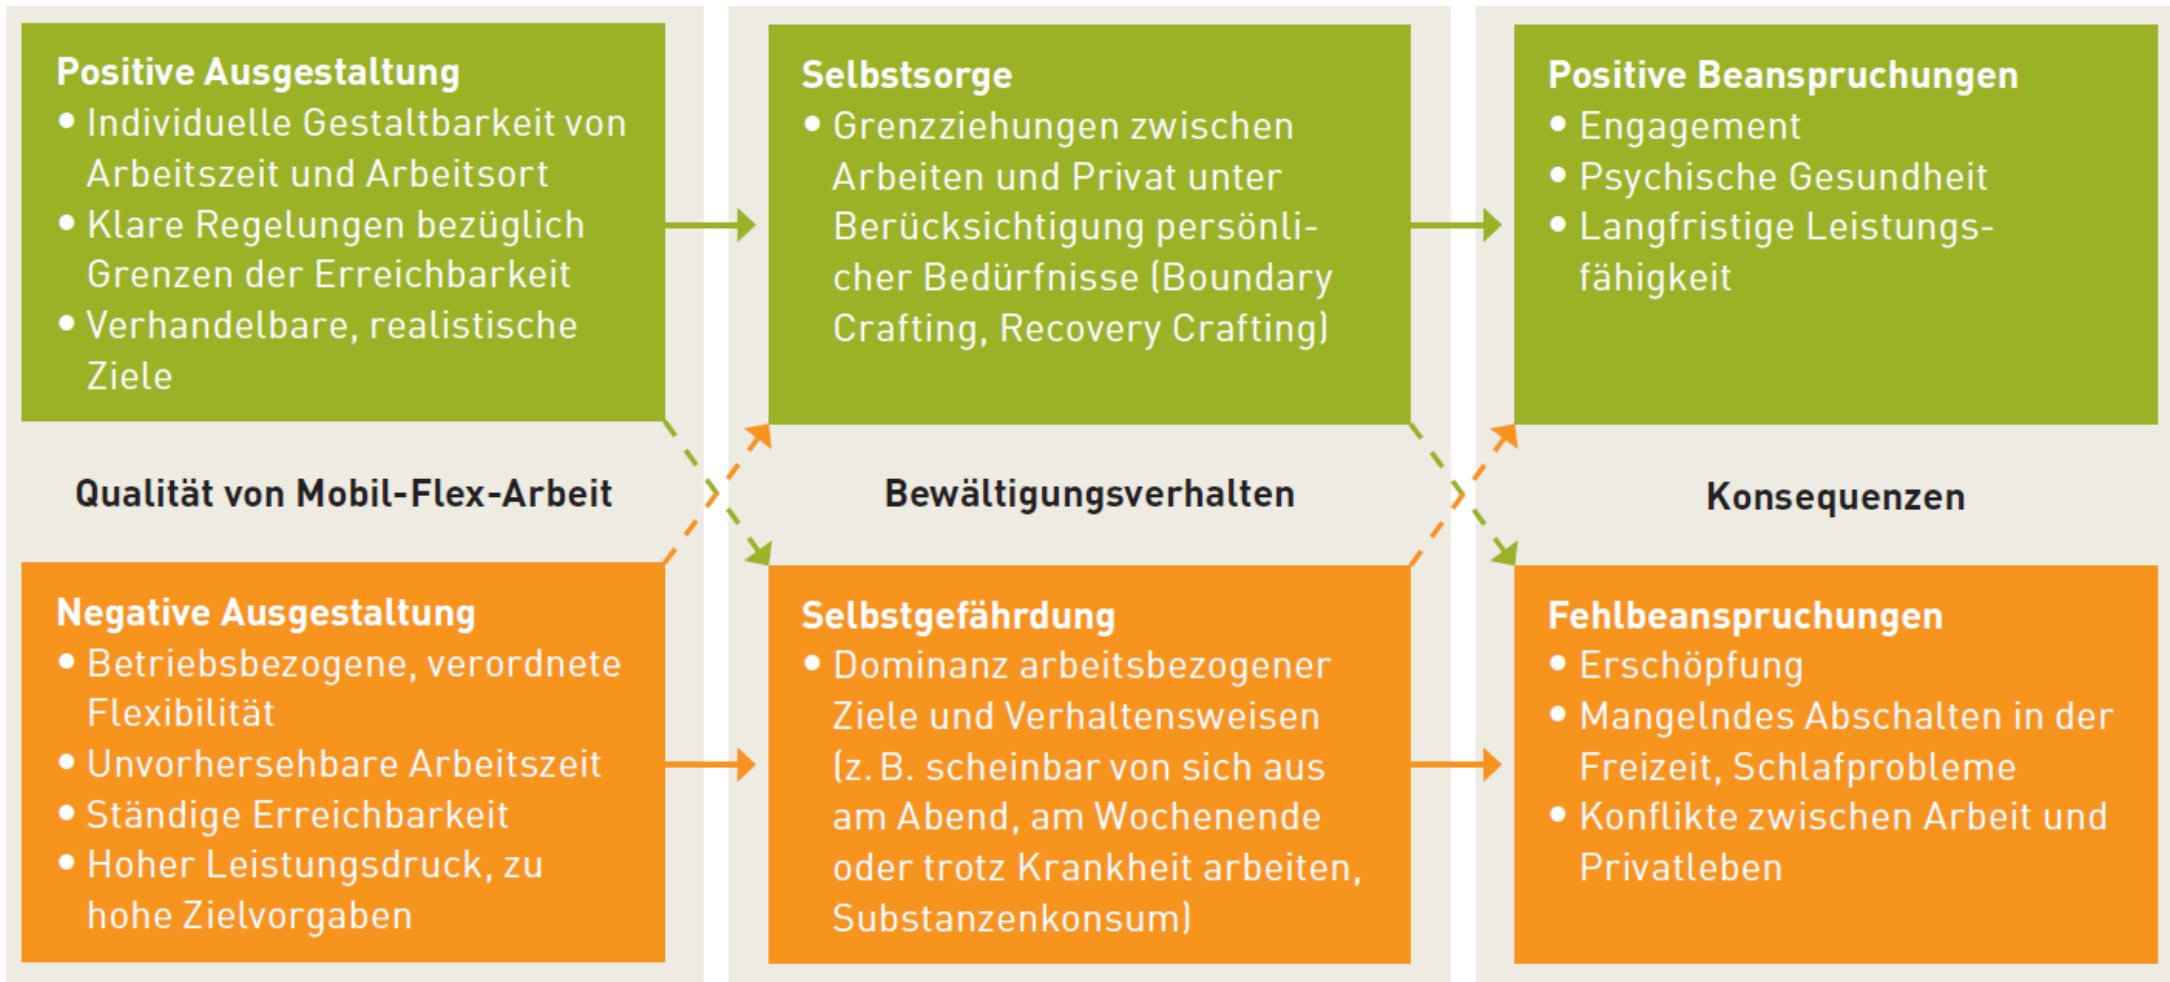 Positive Ausgestaltung
• Individuelle Gestaltbarkeit von
Arbeitszeit und Arbeitsort
• Klare Regelungen bezüglich
Grenzen der Erreichbarkeit
• Verhandelbare, realistische
Ziele
Selbstsorge
• Grenzziehungen zwischen
Arbeiten und Privat unter
Berücksichtigung persönli-
cher Bedürfnisse (Boundary
Crafting, Recovery Crafting)
Positive Beanspruchungen
• Engagement
• Psychische Gesundheit
• Langfristige Leistungs-
fähigkeit
Qualität von Mobil-Flex-Arbeit
Bewältigungsverhalten
Konsequenzen
Negative Ausgestaltung
• Betriebsbezogene, verordnete
Flexibilität
• Unvorhersehbare Arbeitszeit
• Ständige Erreichbarkeit
• Hoher Leistungsdruck, zu
hohe Zielvorgaben
Selbstgefährdung
• Dominanz arbeitsbezogener
Ziele und Verhaltensweisen
(z. B. scheinbar von sich aus
am Abend, am Wochenende
oder trotz Krankheit arbeiten,
Substanzenkonsum)
Fehlbeanspruchungen
• Erschöpfung
• Mangelndes Abschalten in der
Freizeit, Schlafprobleme
• Konflikte zwischen Arbeit und
Privatleben